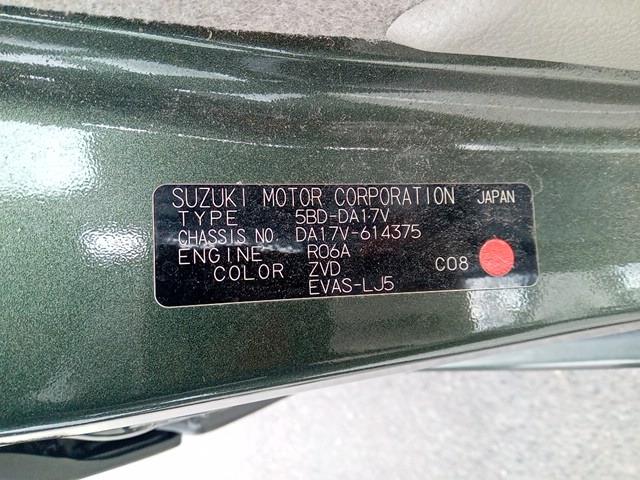 SUZUKI MOTOR CORPORATION JAPAN
TYPE 5BD-DA17V
CHASSIS NO. DA17V-614375
ENGINE R06A
COLOR ZVD C08
EVAS-LJ5